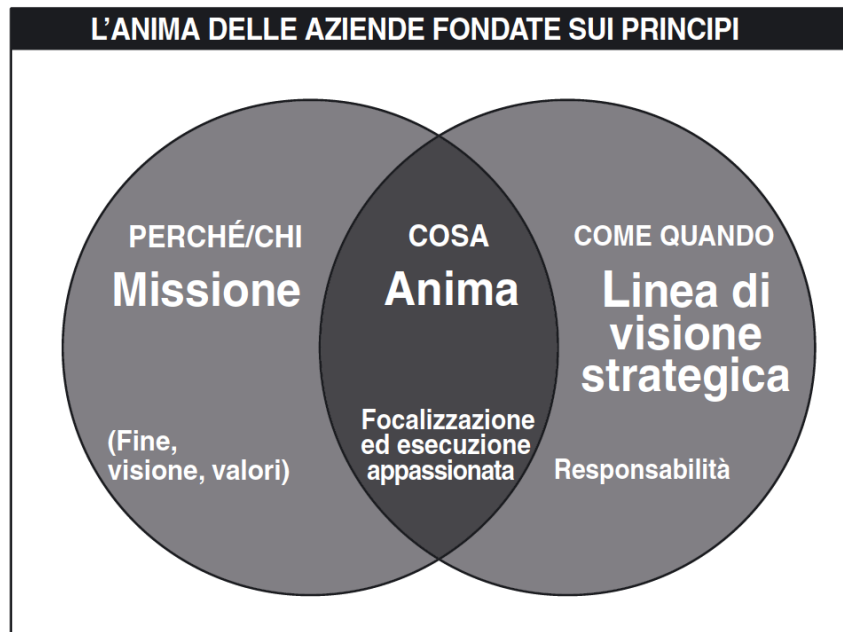 L'ANIMA DELLE AZIENDE FONDATE SUI PRINCIPI
PERCHÉ/CHI
Missione
(Fine,
visione, valori)
COSA
Anima
Focalizzazione
ed esecuzione
appassionata
COME QUANDO
Linea di
visione
strategica
Responsabilità